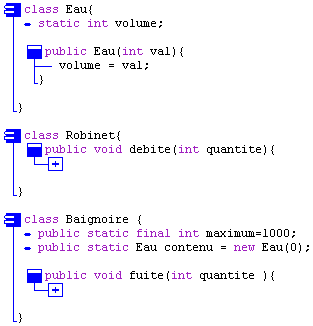 class Eau{
static int volume;
public Eau(int val){
volume = val;
}
}
class Robinet{
public void debite(int quantite){
}
class Baignoire {
public static final int maximum=1000;
public static Eau contenu = new Eau(0);
public void fuite(int quantite ){
}